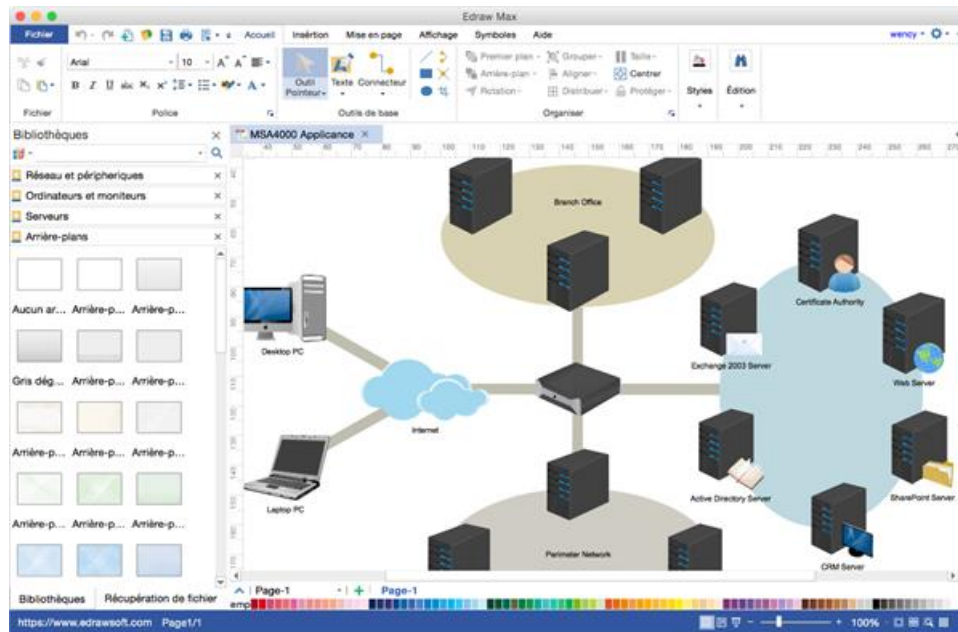 Edraw Max
Fichier Accueil Insértion Mise en page Affichage Symboles Aide wency
Arial 10
Premier plan Grouper Taille
Arrière-plan Aligner Centrer
Rotation Distribuer Protéger
Outil Pointeur Texte Connecteur
Styles Édition
Fichier Police Outils de base Organiser
Bibliothèques
MSA4000 Applicance
Réseau et péripheriques
Ordinateurs et moniteurs
Serveurs
Arrière-plans
Aucun ar... Arrière-p... Arrière-p...
Gris dég... Arrière-p... Arrière-p...
Arrière-p... Arrière-p... Arrière-p...
Arrière-p... Arrière-p... Arrière-p...
Branch Office
Certificate Authority
Desktop PC
Exchange 2003 Server
Web Server
Internet
Laptop PC
Active Directory Server
SharePoint Server
Perimeter Network
CRM Server
Page-1 Page-1
Bibliothèques Récupération de fichier
https://www.edrawsoft.com Page1/1 100%